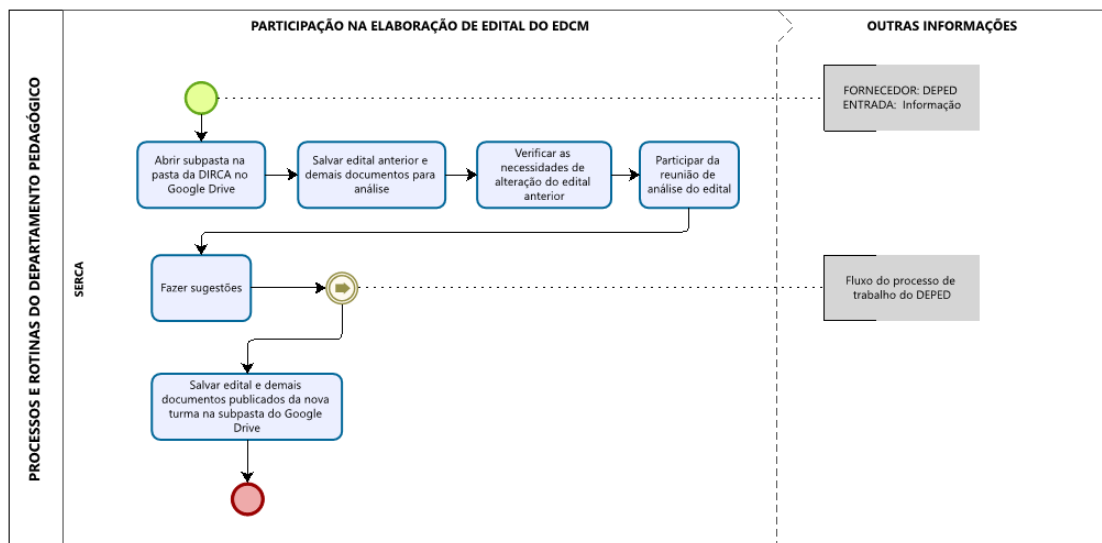 PARTICIPAÇÃO NA ELABORAÇÃO DE EDITAL DO EDCM
OUTRAS INFORMAÇÕES
PROCESSOS E ROTINAS DO DEPARTAMENTO PEDAGÓGICO
SERCA
FORNECEDOR: DEPED
ENTRADA: Informação
Abrir subpasta na
pasta da DIRCA no
Google Drive
Salvar edital anterior e
demais documentos para
análise
Verificar as
necessidades de
alteração do edital
anterior
Participar da
reunião de
análise do edital
Fazer sugestões
Fluxo do processo de
trabalho do DEPED
Salvar edital e demais
documentos publicados da nova
turma na subpasta do Google
Drive